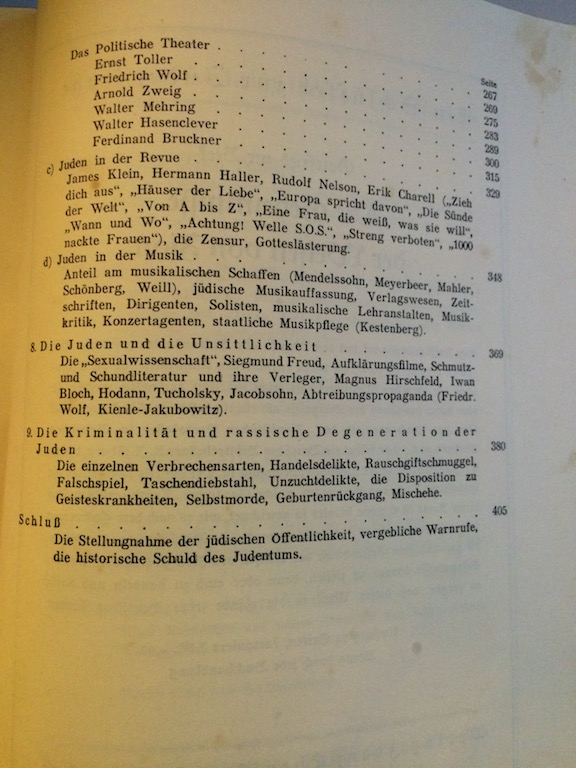 Seite
Das Politische Theater . . . . . . . . . . 267
Ernst Toller . . . . . . . . . . 269
Friedrich Wolf . . . . . . . . . . 275
Arnold Zweig . . . . . . . . . . 283
Walter Mehring . . . . . . . . . . 289
Walter Hasenclever . . . . . . . . . . 300
Ferdinand Bruckner . . . . . . . . . . 315
c) Juden in der Revue . . . . . . . . . . 329
James Klein, Hermann Haller, Rudolf Nelson, Erik Charell („Zieh
dich aus“, „Häuser der Liebe“, „Europa spricht davon“, „Die Sünde
der Welt“, „Von A bis Z“, „Eine Frau, die weiß, was sie will“,
„Wann und Wo“, „Achtung! Welle S.O.S.“, „Streng verboten“, „1000
nackte Frauen“), die Zensur, Gotteslästerung.
d) Juden in der Musik . . . . . . . . . . 348
Anteil am musikalischen Schaffen (Mendelssohn, Meyerbeer, Mahler,
Schönberg, Weill), jüdische Musikauffassung, Verlagswesen, Zeit-
schriften, Dirigenten, Solisten, musikalische Lehranstalten, Musik-
kritik, Konzertagenten, staatliche Musikpflege (Kestenberg).
8. Die Juden und die Unsittlichkeit . . . . . . . 369
Die „Sexualwissenschaft“, Siegmund Freud, Aufklärungsfilme, Schmutz-
und Schundliteratur und ihre Verleger, Magnus Hirschfeld, Iwan
Bloch, Hodann, Tucholsky, Jacobsohn, Abtreibungspropaganda (Friedr.
Wolf, Kienle-Jakubowitz).
9. Die Kriminalität und rassische Degeneration der
Juden . . . . . . . . . . . . . 380
Die einzelnen Verbrechensarten, Handelsdelikte, Rauschgiftschmuggel,
Falschspiel, Taschendiebstahl, Unzuchtdelikte, die Disposition zu
Geisteskrankheiten, Selbstmorde, Geburtenrückgang, Mischehe.
Schluß . . . . . . . . . . . . . 405
Die Stellungnahme der jüdischen Öffentlichkeit, vergebliche Warnrufe,
die historische Schuld des Judentums.